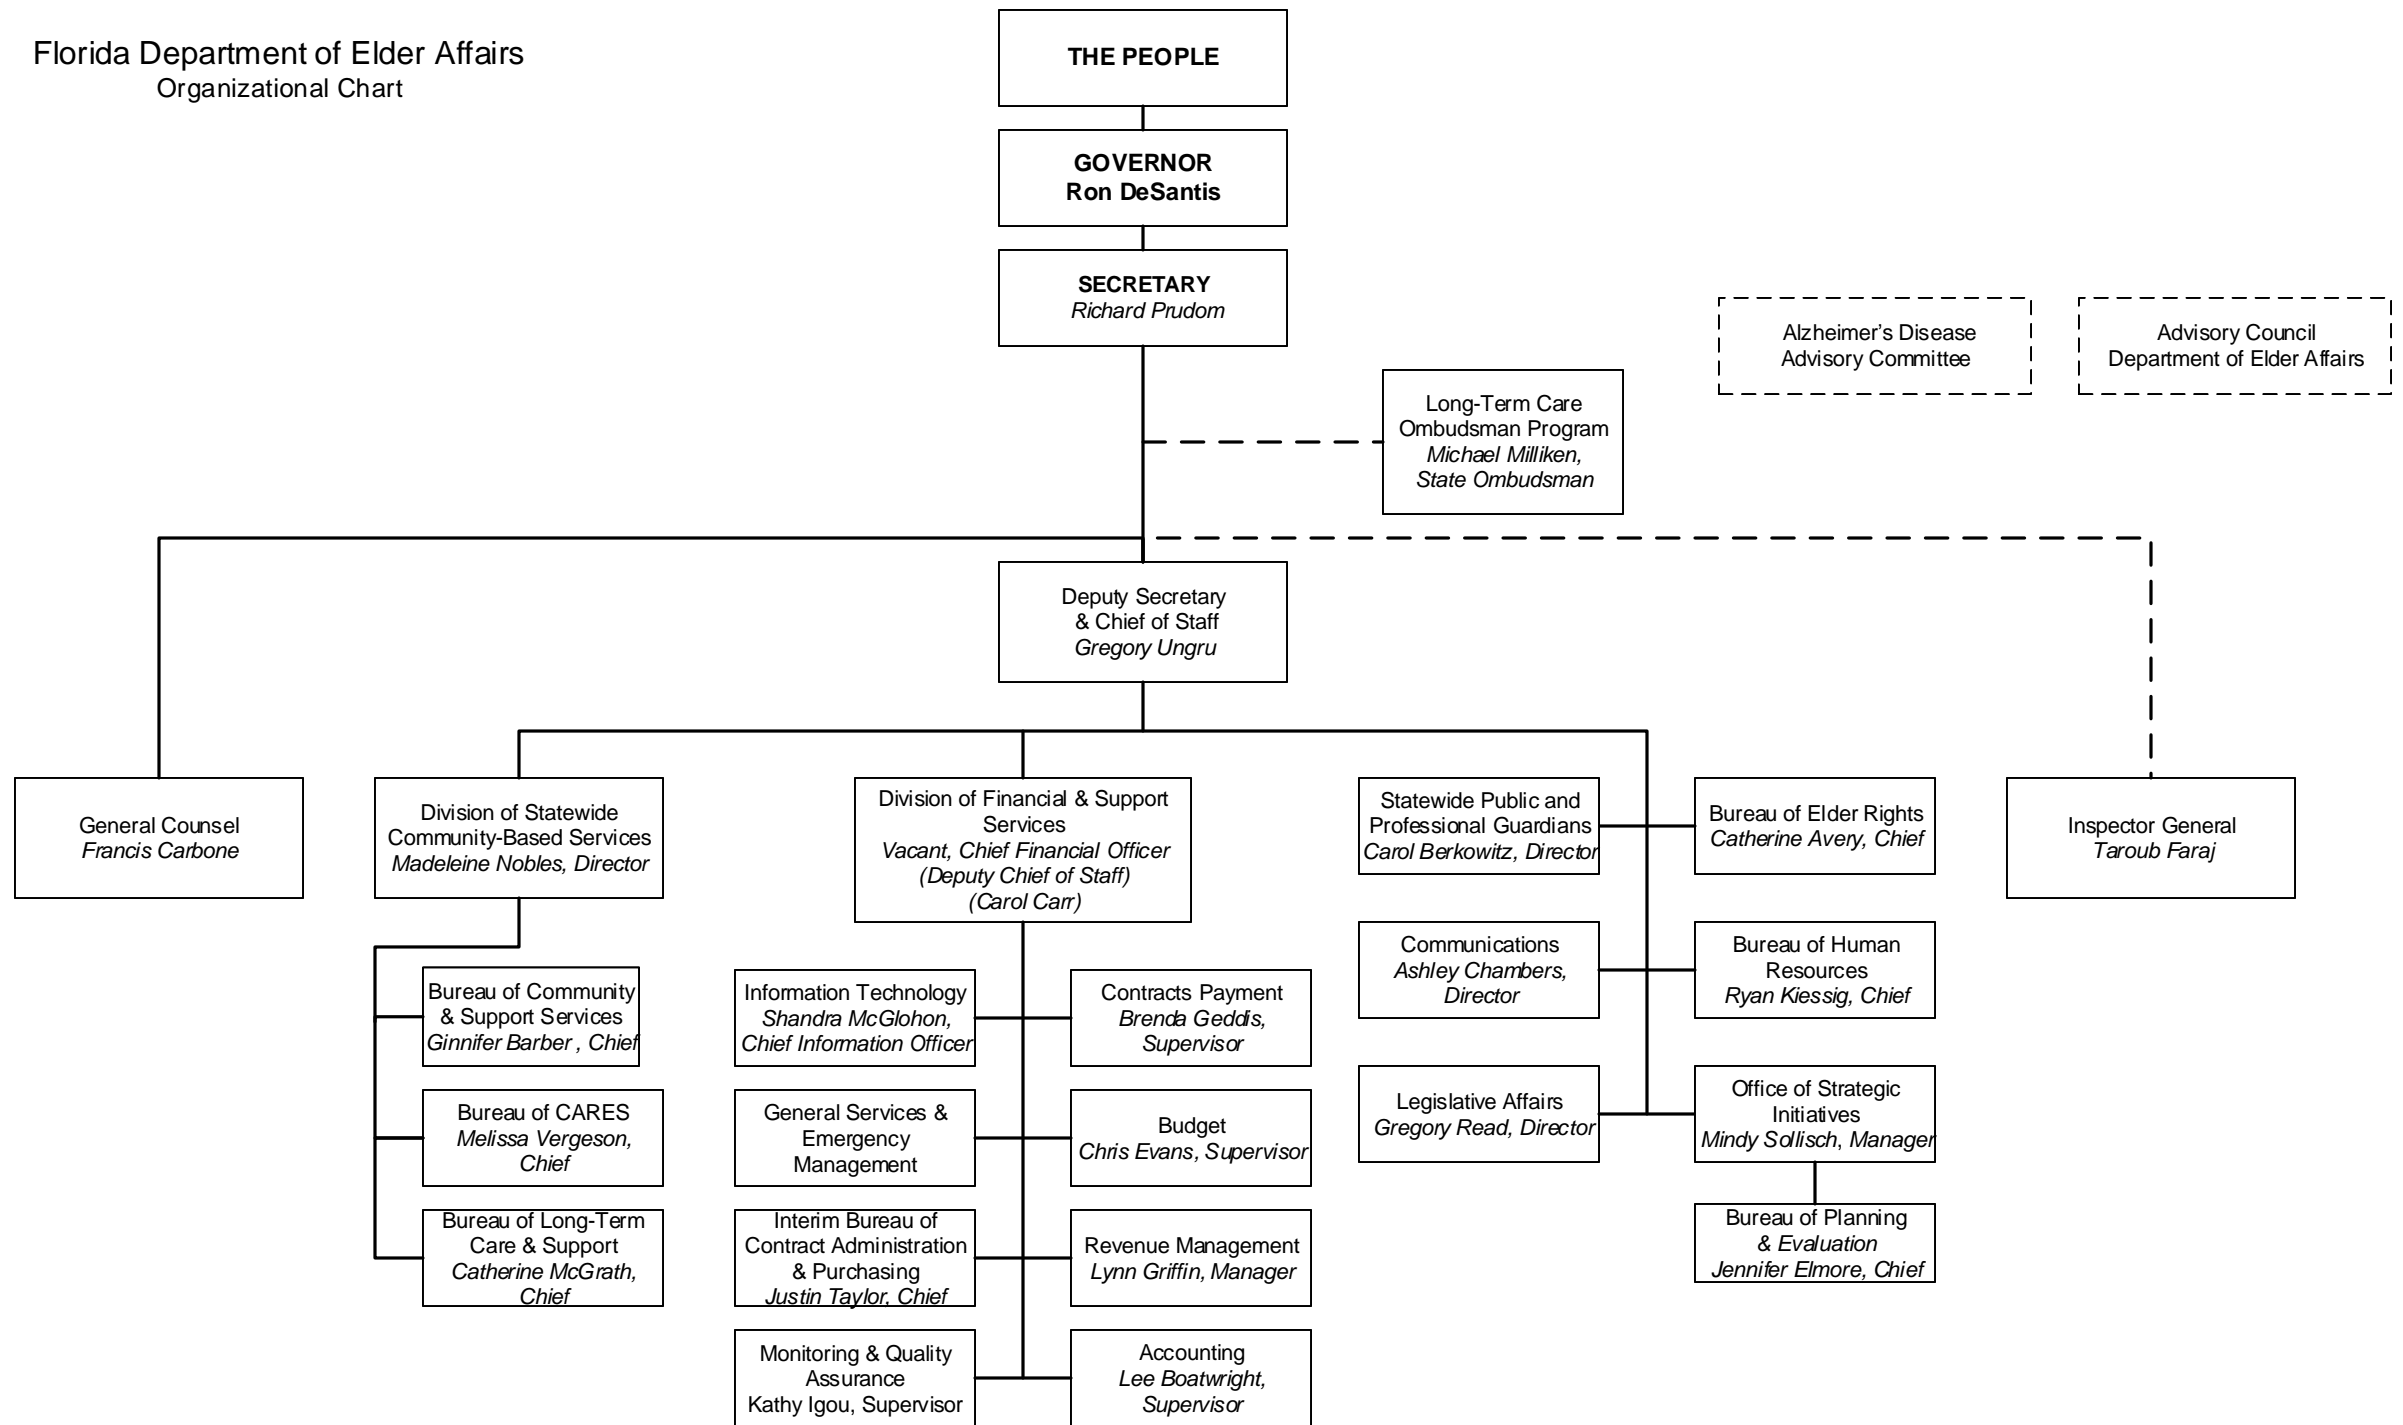 Florida Department of Elder Affairs
Organizational Chart
THE PEOPLE
GOVERNOR
Ron DeSantis
SECRETARY
Richard Prudom
Alzheimer's Disease
Advisory Committee
Advisory Council
Department of Elder Affairs
Long-Term Care
Ombudsman Program
Michael Milliken,
State Ombudsman
Deputy Secretary
& Chief of Staff
Gregory Ungru
General Counsel
Francis Carbone
Division of Statewide
Community-Based Services
Madeleine Nobles, Director
Division of Financial & Support
Services
Vacant, Chief Financial Officer
(Deputy Chief of Staff)
(Carol Carr)
Statewide Public and
Professional Guardians
Carol Berkowitz, Director
Bureau of Elder Rights
Catherine Avery, Chief
Inspector General
Taroub Faraj
Communications
Ashley Chambers,
Director
Bureau of Human
Resources
Ryan Kiessig, Chief
Bureau of Community
& Support Services
Ginnifer Barber , Chief
Information Technology
Shandra McGlohon,
Chief Information Officer
Contracts Payment
Brenda Geddis,
Supervisor
Legislative Affairs
Gregory Read, Director
Office of Strategic
Initiatives
Mindy Sollisch, Manager
Bureau of CARES
Melissa Vergeson,
Chief
General Services &
Emergency
Management
Budget
Chris Evans, Supervisor
Bureau of Planning
& Evaluation
Jennifer Elmore, Chief
Bureau of Long-Term
Care & Support
Catherine McGrath,
Chief
Interim Bureau of
Contract Administration
& Purchasing
Justin Taylor, Chief
Revenue Management
Lynn Griffin, Manager
Monitoring & Quality
Assurance
Kathy Igou, Supervisor
Accounting
Lee Boatwright,
Supervisor